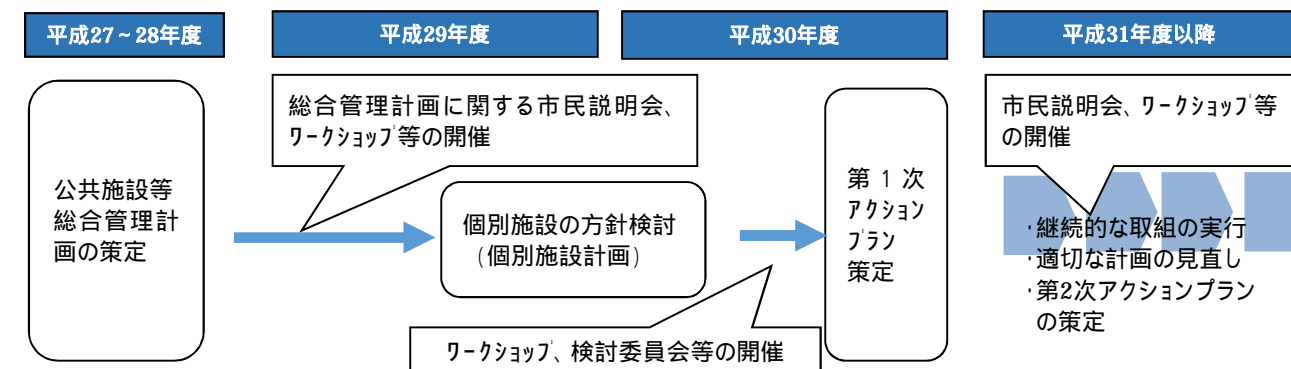 平成27~28年度
平成29年度
平成30年度
平成31年度以降
総合管理計画に関する市民説明会、
ワークショップ等の開催
市民説明会、ワークショップ等
の開催
公共施設等
総合管理計
画の策定
個別施設の方針検討
(個別施設計画)
第1次
アクション
プラン
策定
・継続的な取組の実行
・適切な計画の見直し
・第2次アクションプラン
の策定
ワークショップ、検討委員会等の開催